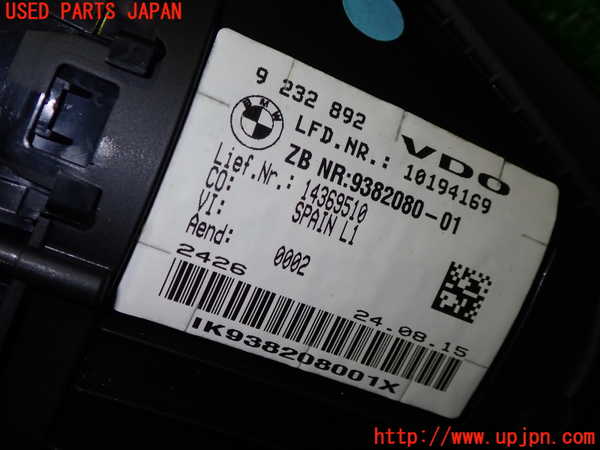 USED PARTS JAPAN
9 232 892
BMW
VDO
LFD.NR.: 10194169
ZB NR:9382080-01
Lief.Nr.: 14369510
CO: SPAIN L1
VI:
Aend: 0002
2426
24.08.15
IK938208001X
http://www.upjpn.com/